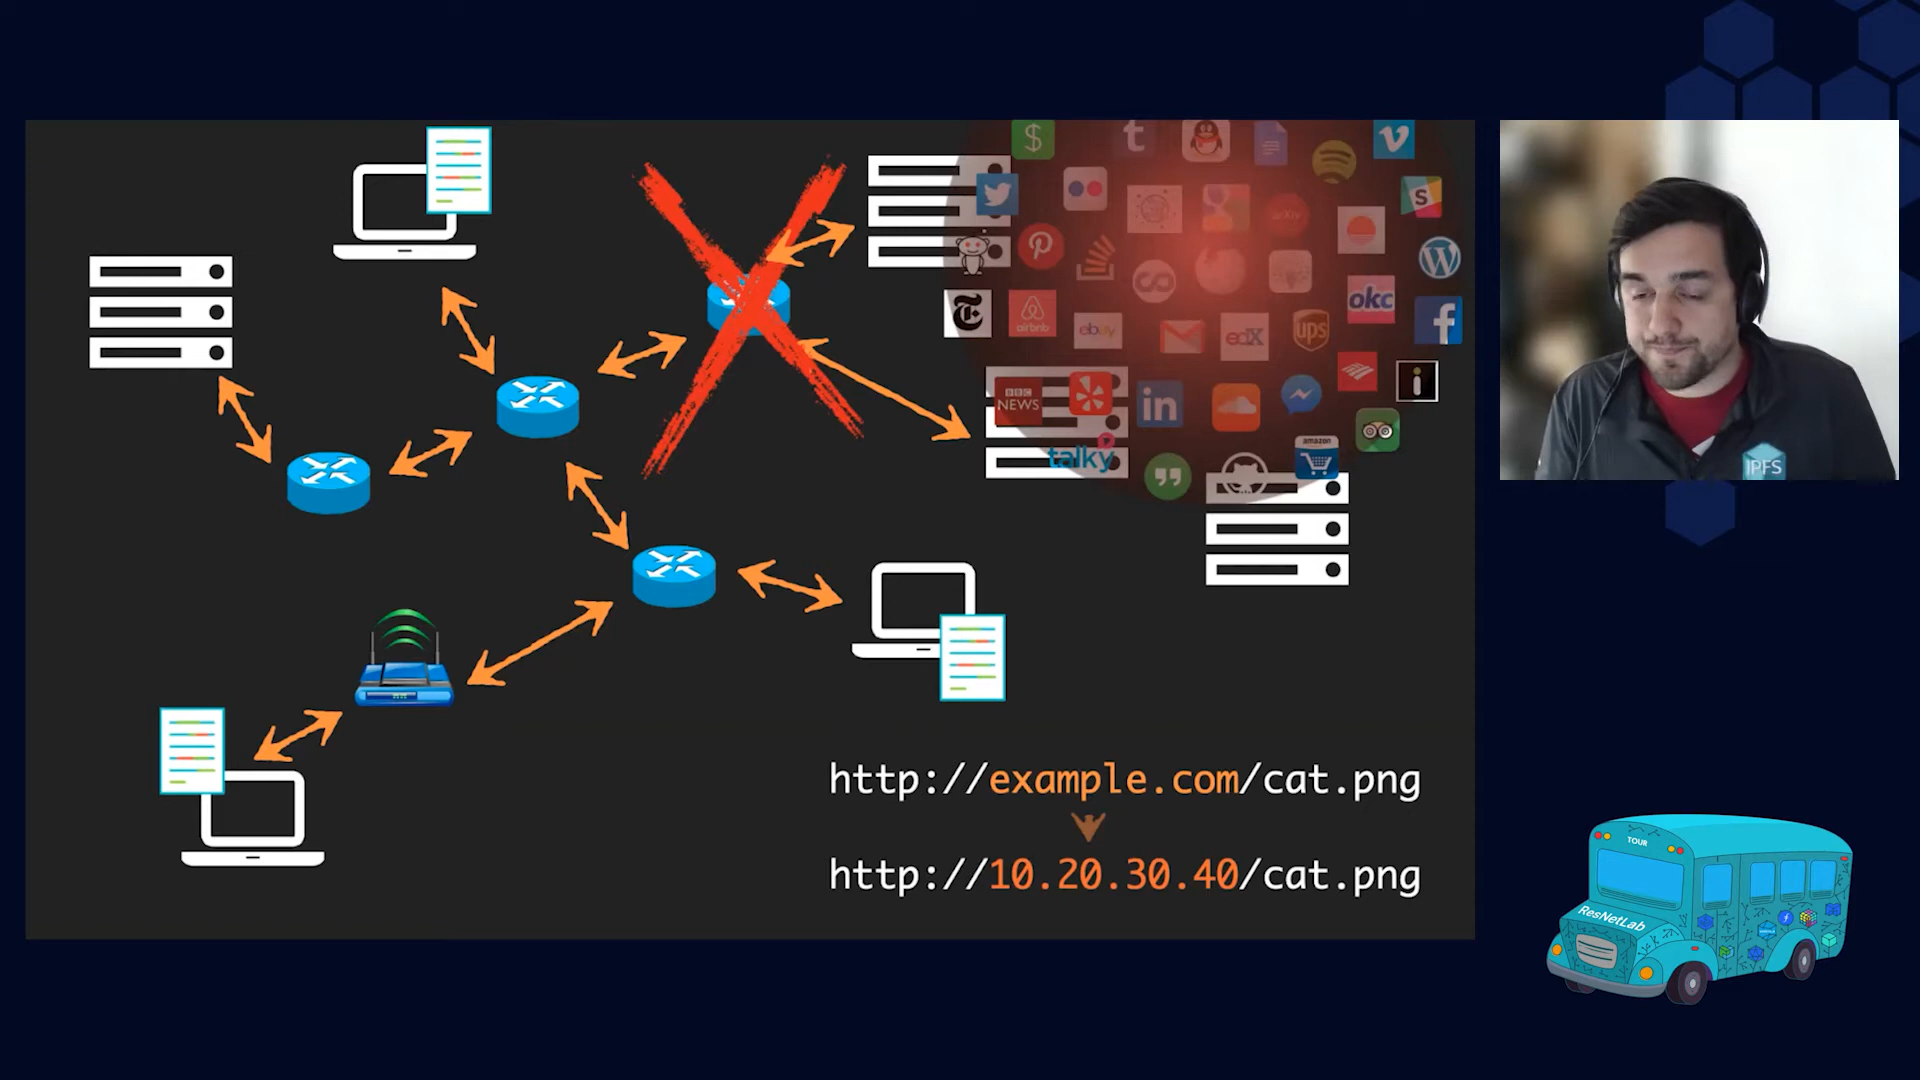 $
t
S
arXiv
airbnb
ebay
edX
ups
okc
f
BBC
NEWS
in
i
talky
amazon
http://example.com/cat.png
http://10.20.30.40/cat.png
IPFS
TOUR
ResNetLab